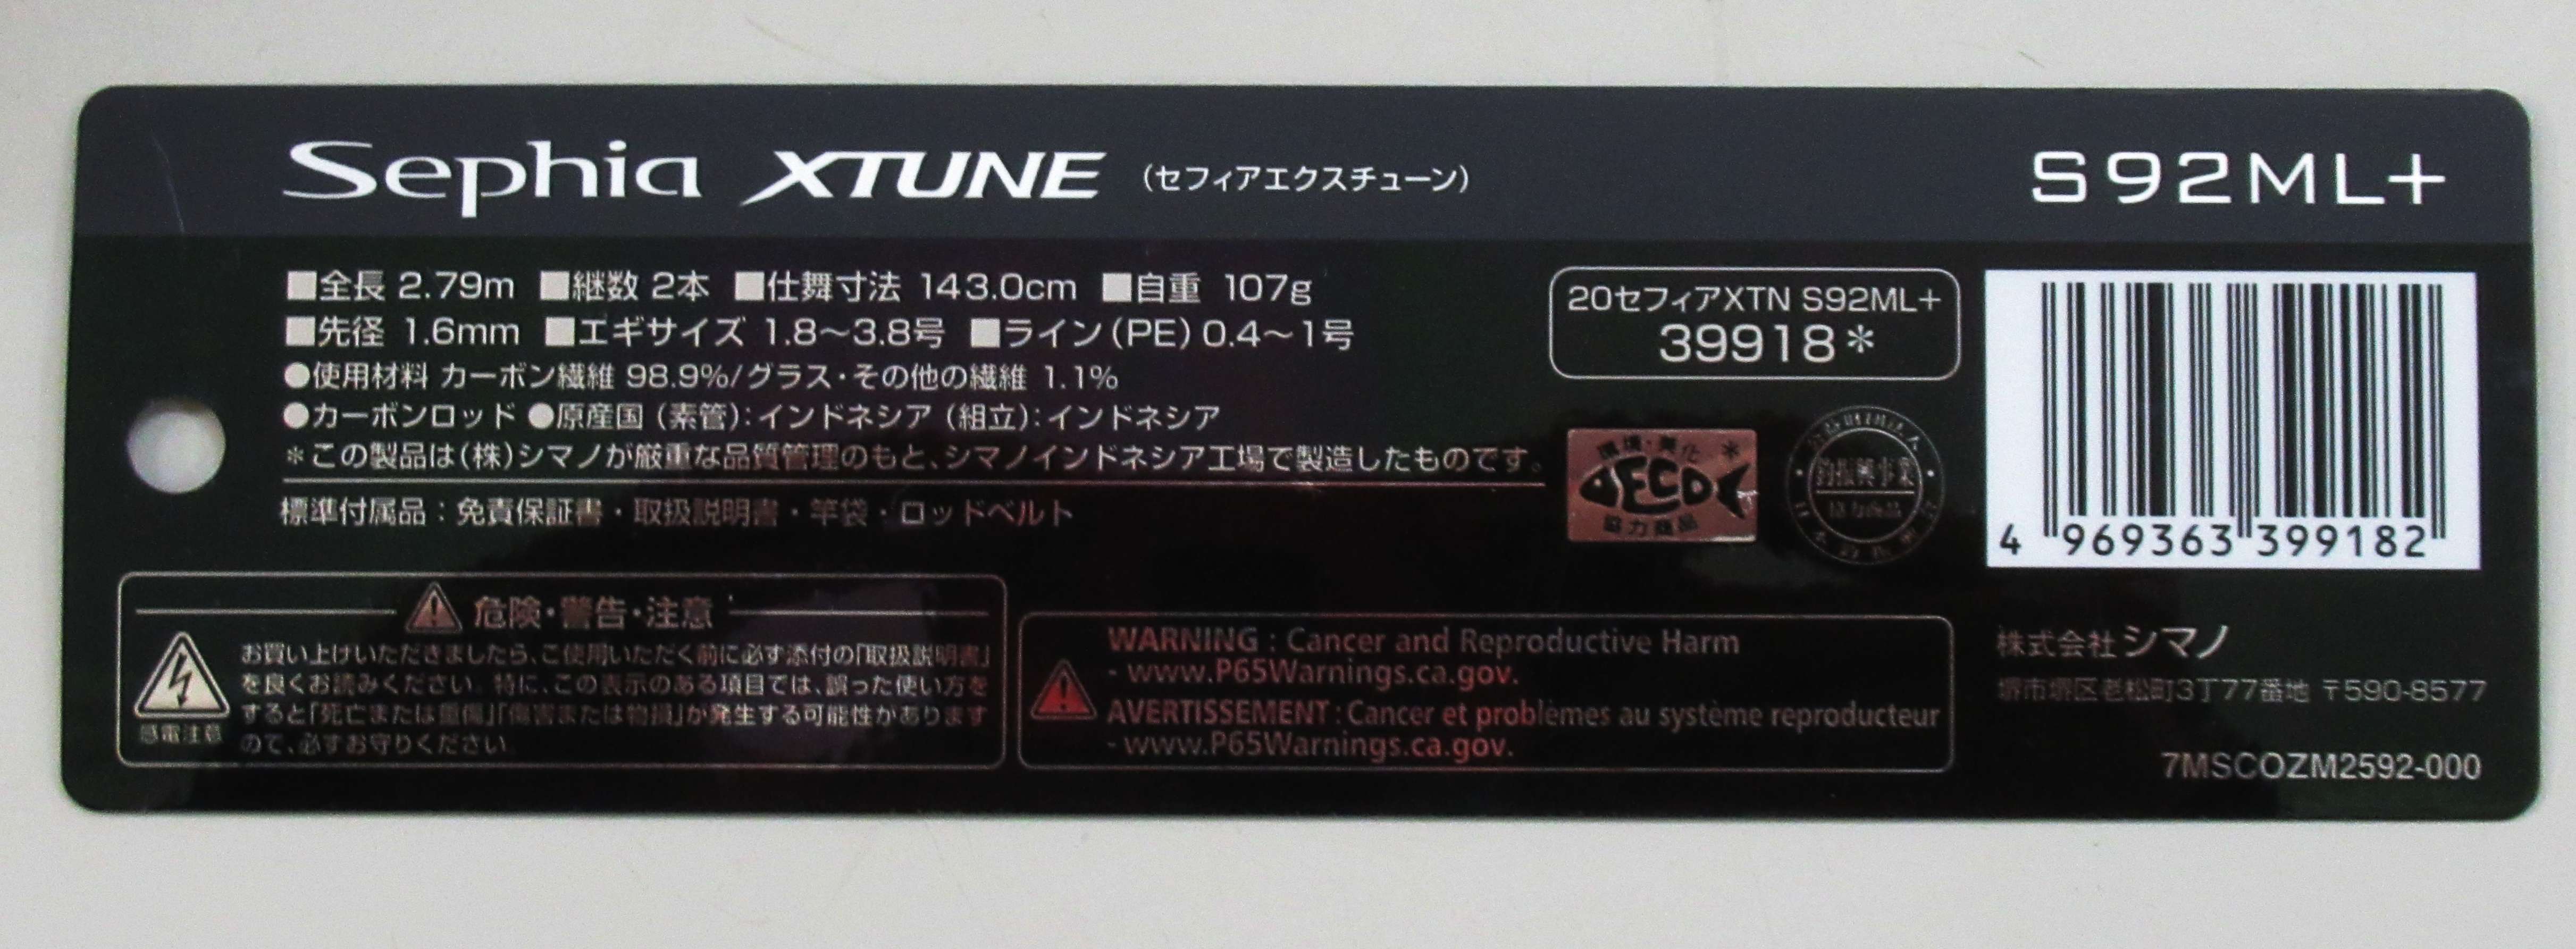 Sephia XTUNE (セフィアエクスチューン)
S92ML+
■全長 2.79m ■継数 2本 ■仕舞寸法 143.0cm ■自重 107g
■先径 1.6mm ■エギサイズ 1.8～3.8号 ■ライン(PE) 0.4～1号
●使用材料 カーボン繊維 98.9%/グラス・その他の繊維 1.1%
●カーボンロッド ●原産国 (素管):インドネシア (組立):インドネシア
＊この製品は(株)シマノが厳重な品質管理のもと、シマノインドネシア工場で製造したものです。
標準付属品：免責保証書・取扱説明書・竿袋・ロッドベルト
20セフィアXTN S92ML+
39918＊
環境・美化
ECO
協力商品
釣振興事業
協力商品
4 969363 399182
危険・警告・注意
感電注意
お買い上げいただきましたら、ご使用いただく前に必ず添付の「取扱説明書」
を良くお読みください。特に、この表示のある項目では、誤った使い方を
すると「死亡または重傷」「傷害または物損」が発生する可能性があります
ので、必ずお守りください。
WARNING : Cancer and Reproductive Harm
- www.P65Warnings.ca.gov.
AVERTISSEMENT : Cancer et problèmes au système reproducteur
- www.P65Warnings.ca.gov.
株式会社 シマノ
堺市堺区老松町3丁77番地 〒590-8577
7MSCOZM2592-000